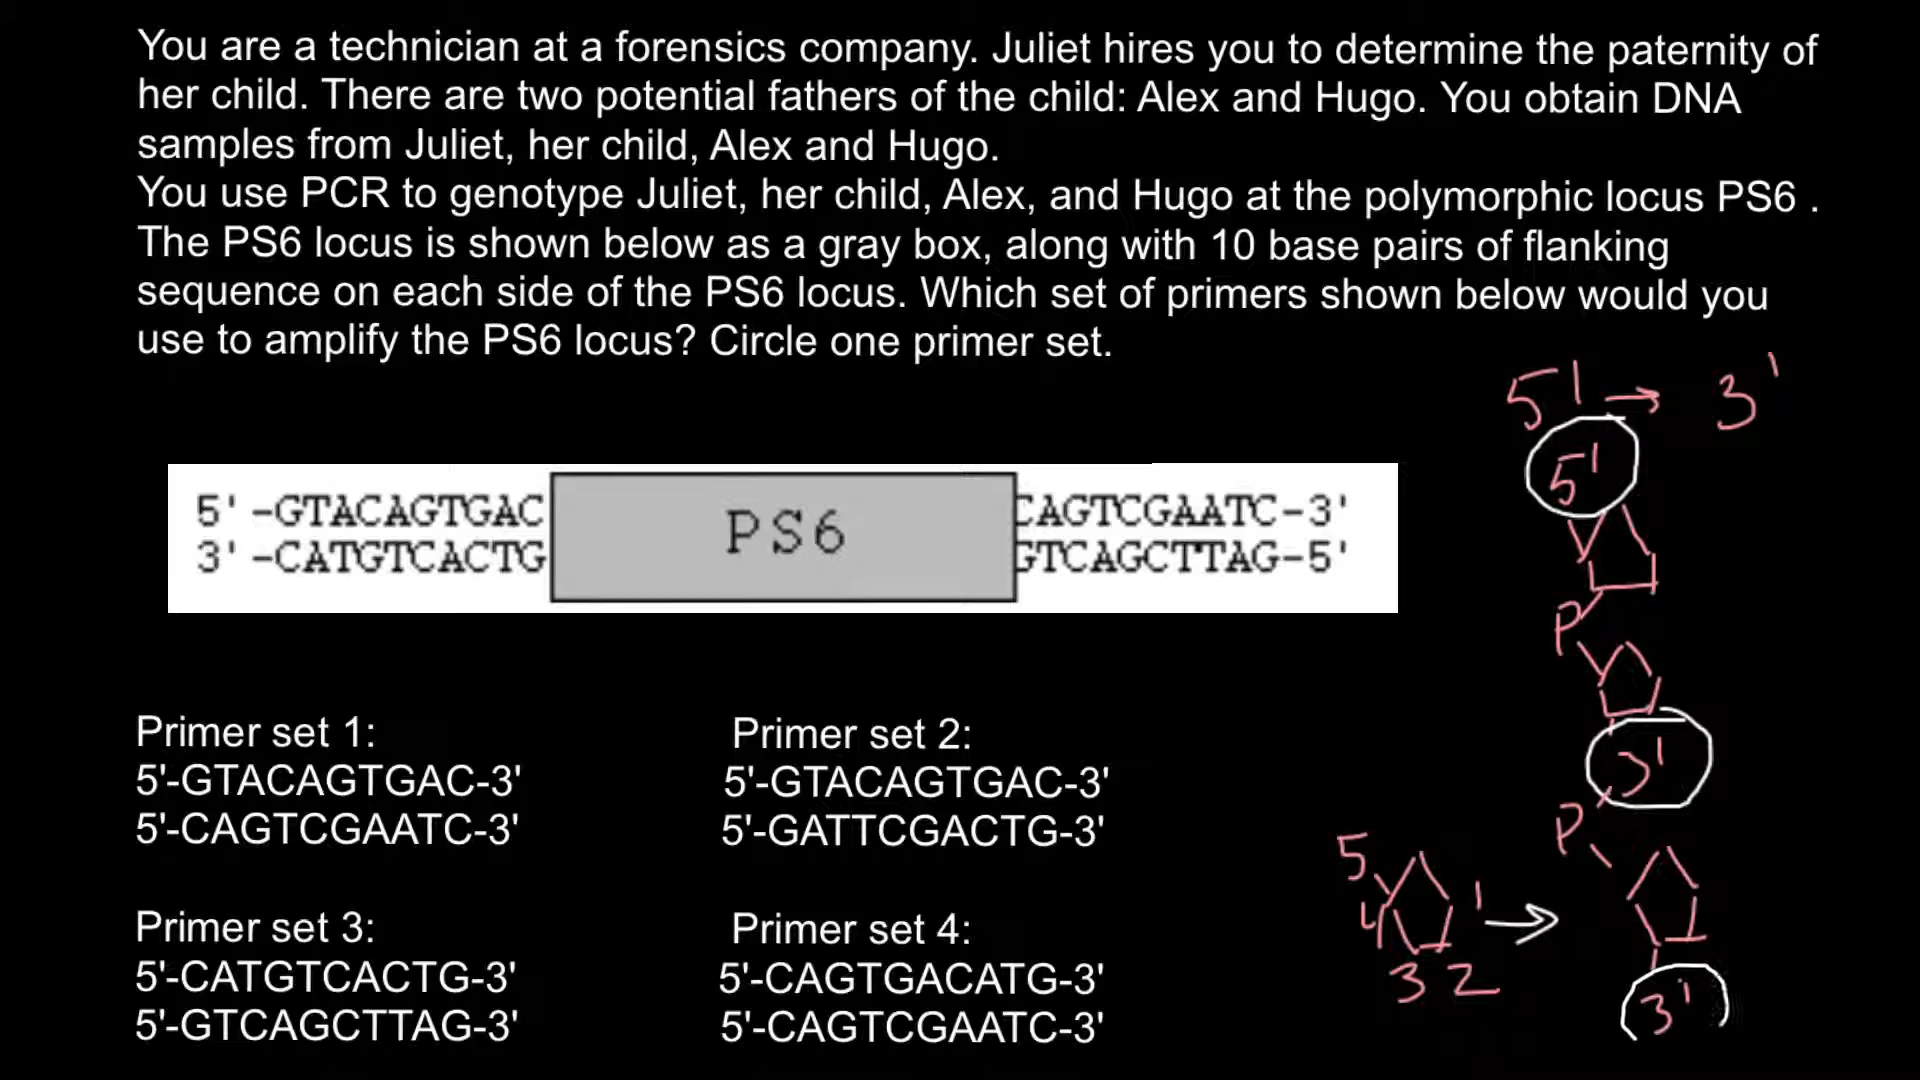 You are a technician at a forensics company. Juliet hires you to determine the paternity of
her child. There are two potential fathers of the child: Alex and Hugo. You obtain DNA
samples from Juliet, her child, Alex and Hugo.
You use PCR to genotype Juliet, her child, Alex, and Hugo at the polymorphic locus PS6 .
The PS6 locus is shown below as a gray box, along with 10 base pairs of flanking
sequence on each side of the PS6 locus. Which set of primers shown below would you
use to amplify the PS6 locus? Circle one primer set.
5' → 3'
5'
5'-GTACAGTGAC PS6 CAGTCGAATC-3'
3'-CATGTCACTG GTCAGCTTAG-5'
P
3'
P
Primer set 1:
5'-GTACAGTGAC-3'
5'-CAGTCGAATC-3'
Primer set 2:
5'-GTACAGTGAC-3'
5'-GATTCGACTG-3'
Primer set 3:
5'-CATGTCACTG-3'
5'-GTCAGCTTAG-3'
Primer set 4:
5'-CAGTGACATG-3'
5'-CAGTCGAATC-3'
5
4 1 →
3 2
3'